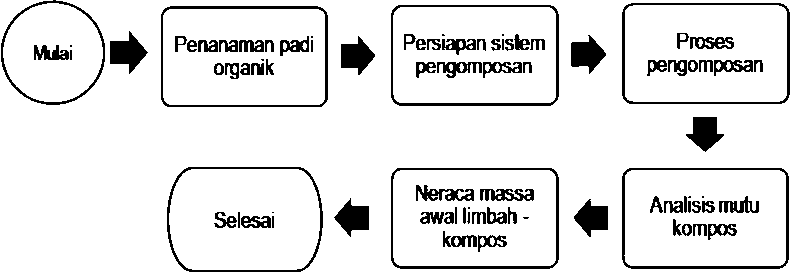 Mulai
Penanaman padi
organik
Persiapan sistem
pengomposan
Proses
pengomposan
Analisis mutu
kompos
Neraca massa
awal limbah -
kompos
Selesai